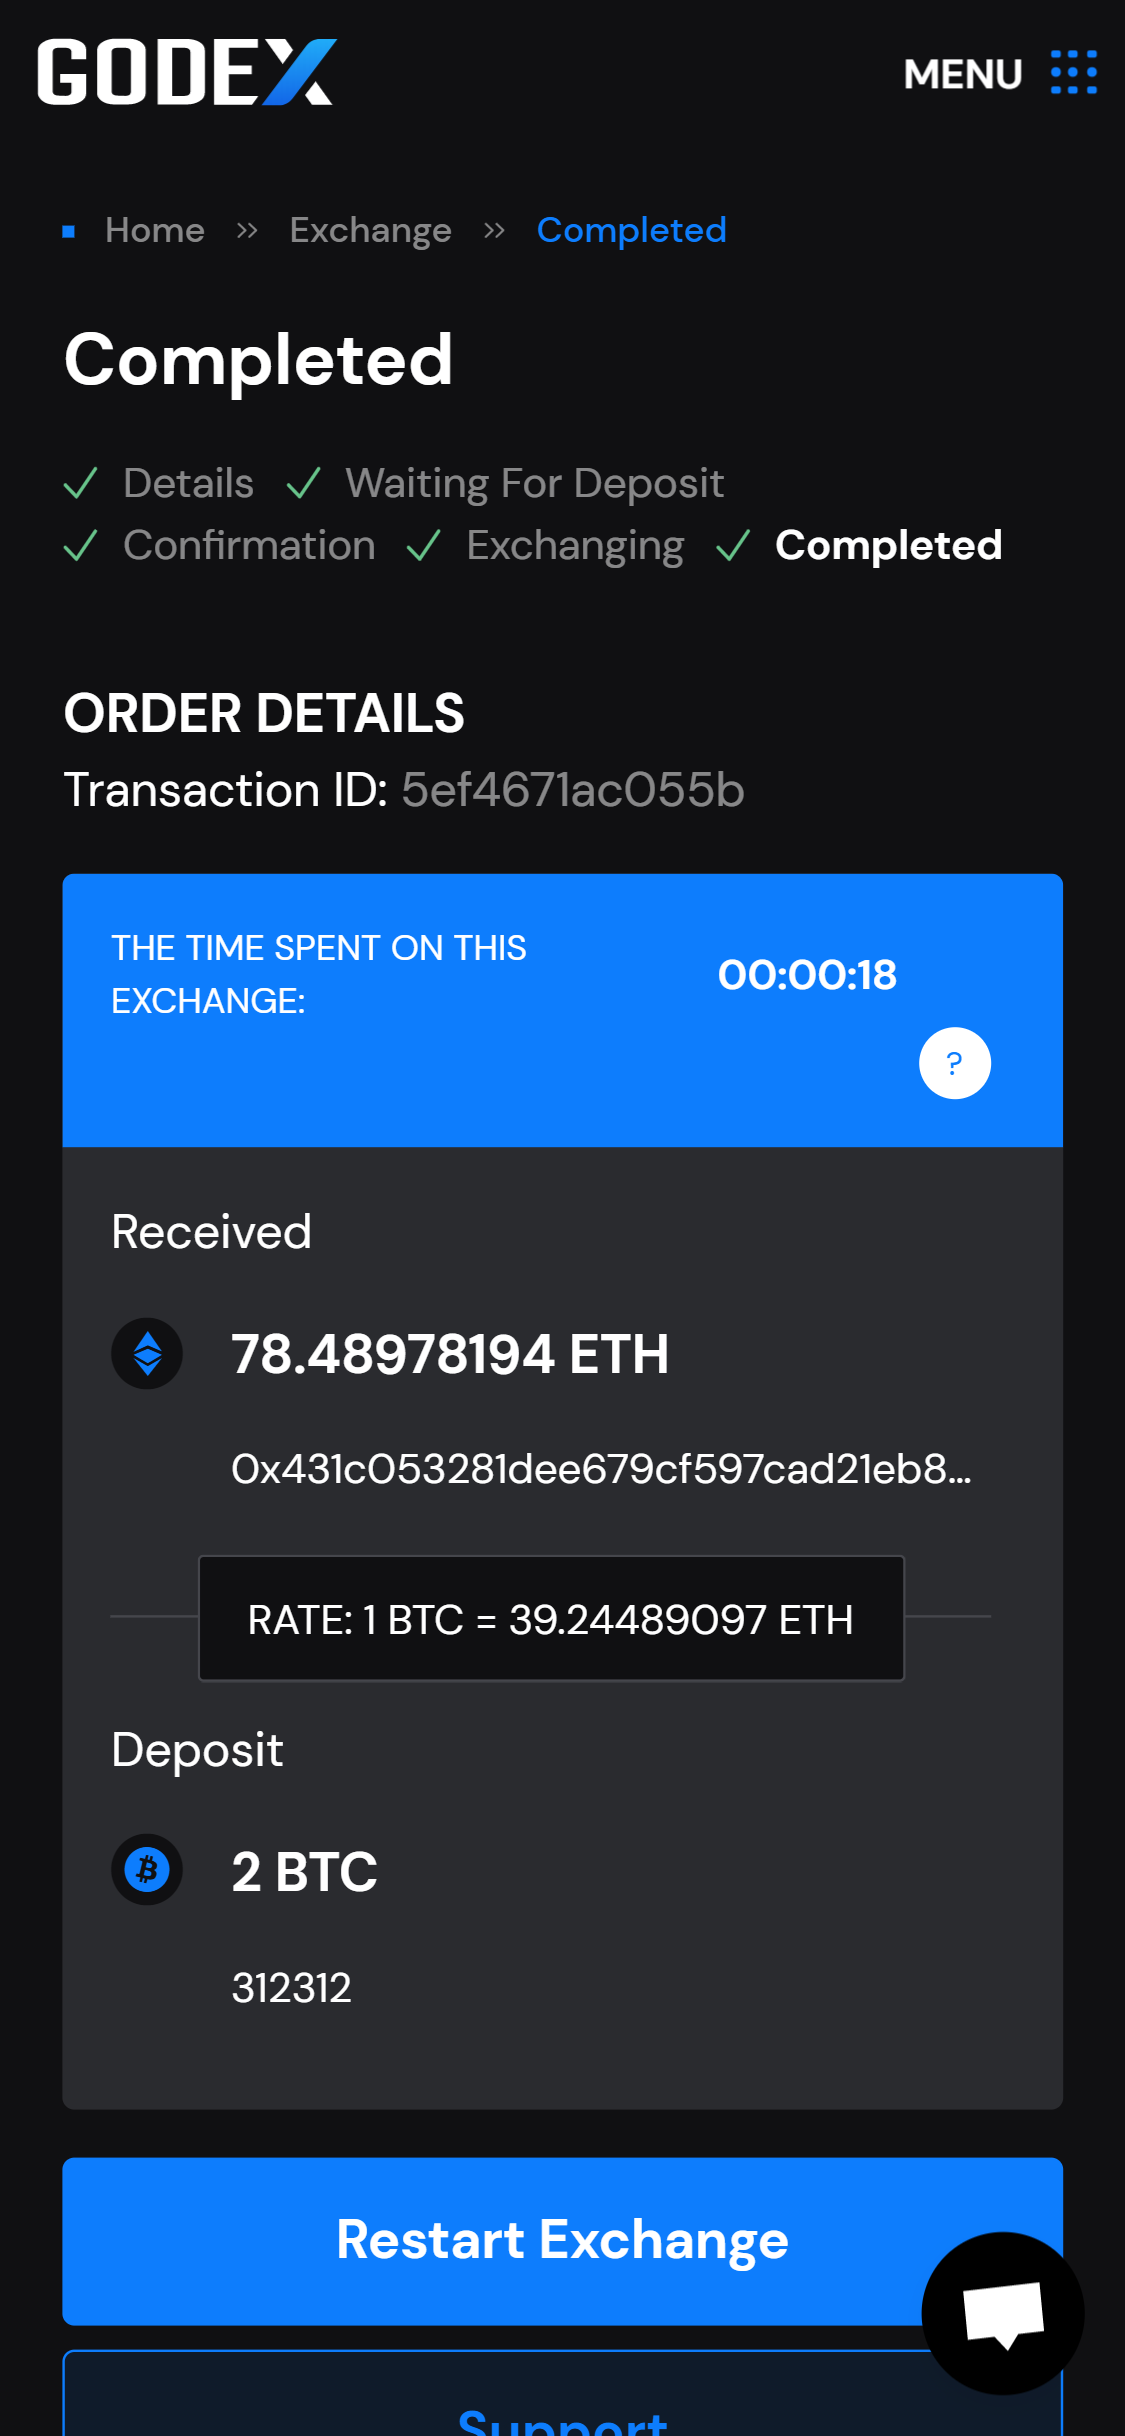 GODEX
MENU
Home » Exchange » Completed
Completed
✓ Details ✓ Waiting For Deposit
✓ Confirmation ✓ Exchanging ✓ Completed
ORDER DETAILS
Transaction ID: 5ef4671ac055b
THE TIME SPENT ON THIS
EXCHANGE:
00:00:18
?
Received
78.48978194 ETH
0x431c053281dee679cf597cad21eb8...
RATE: 1 BTC = 39.24489097 ETH
Deposit
2 BTC
312312
Restart Exchange
Support